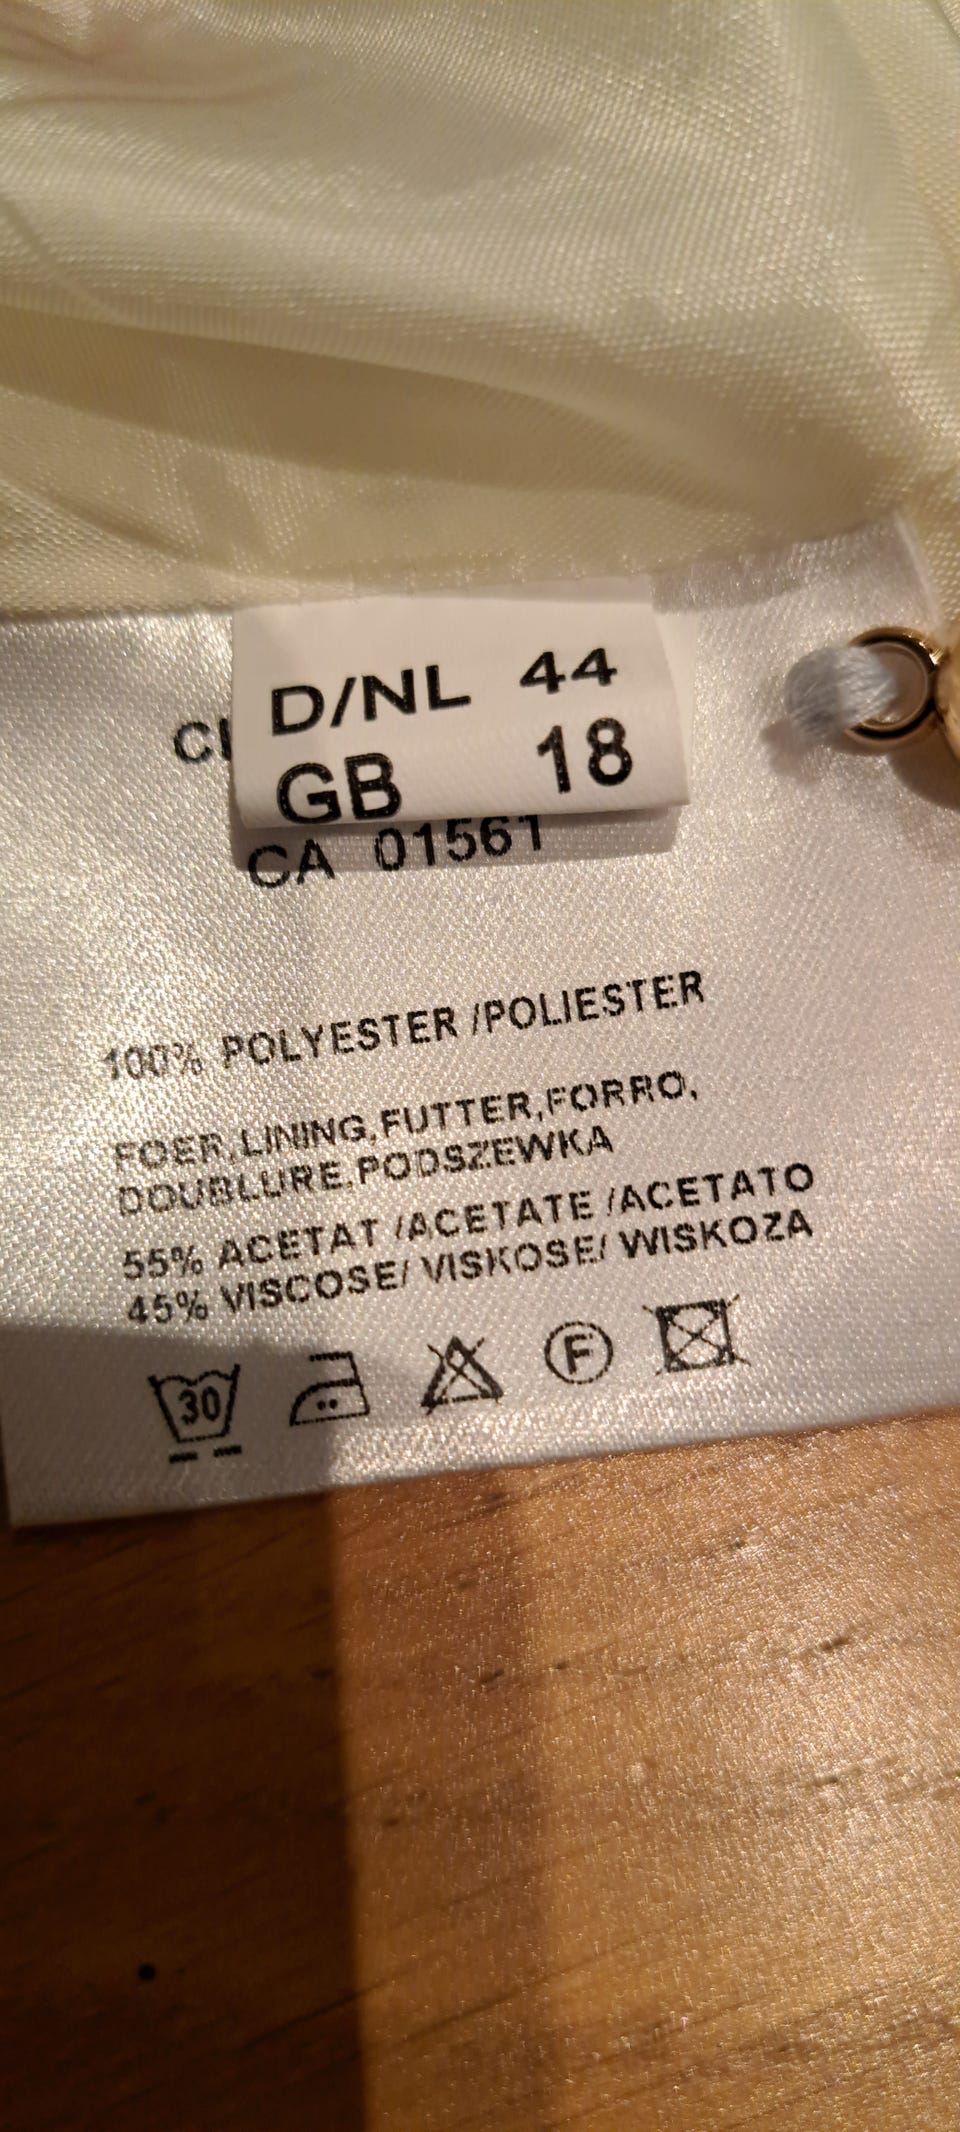 D/NL 44
GB 18
CA 01561
100% POLYESTER /POLIESTER
FOER,LINING,FUTTER,FORRO,
DOUBLURE,PODSZEWKA
55% ACETAT /ACETATE /ACETATO
45% VISCOSE/ VISKOSE/ WISKOZA
30 F